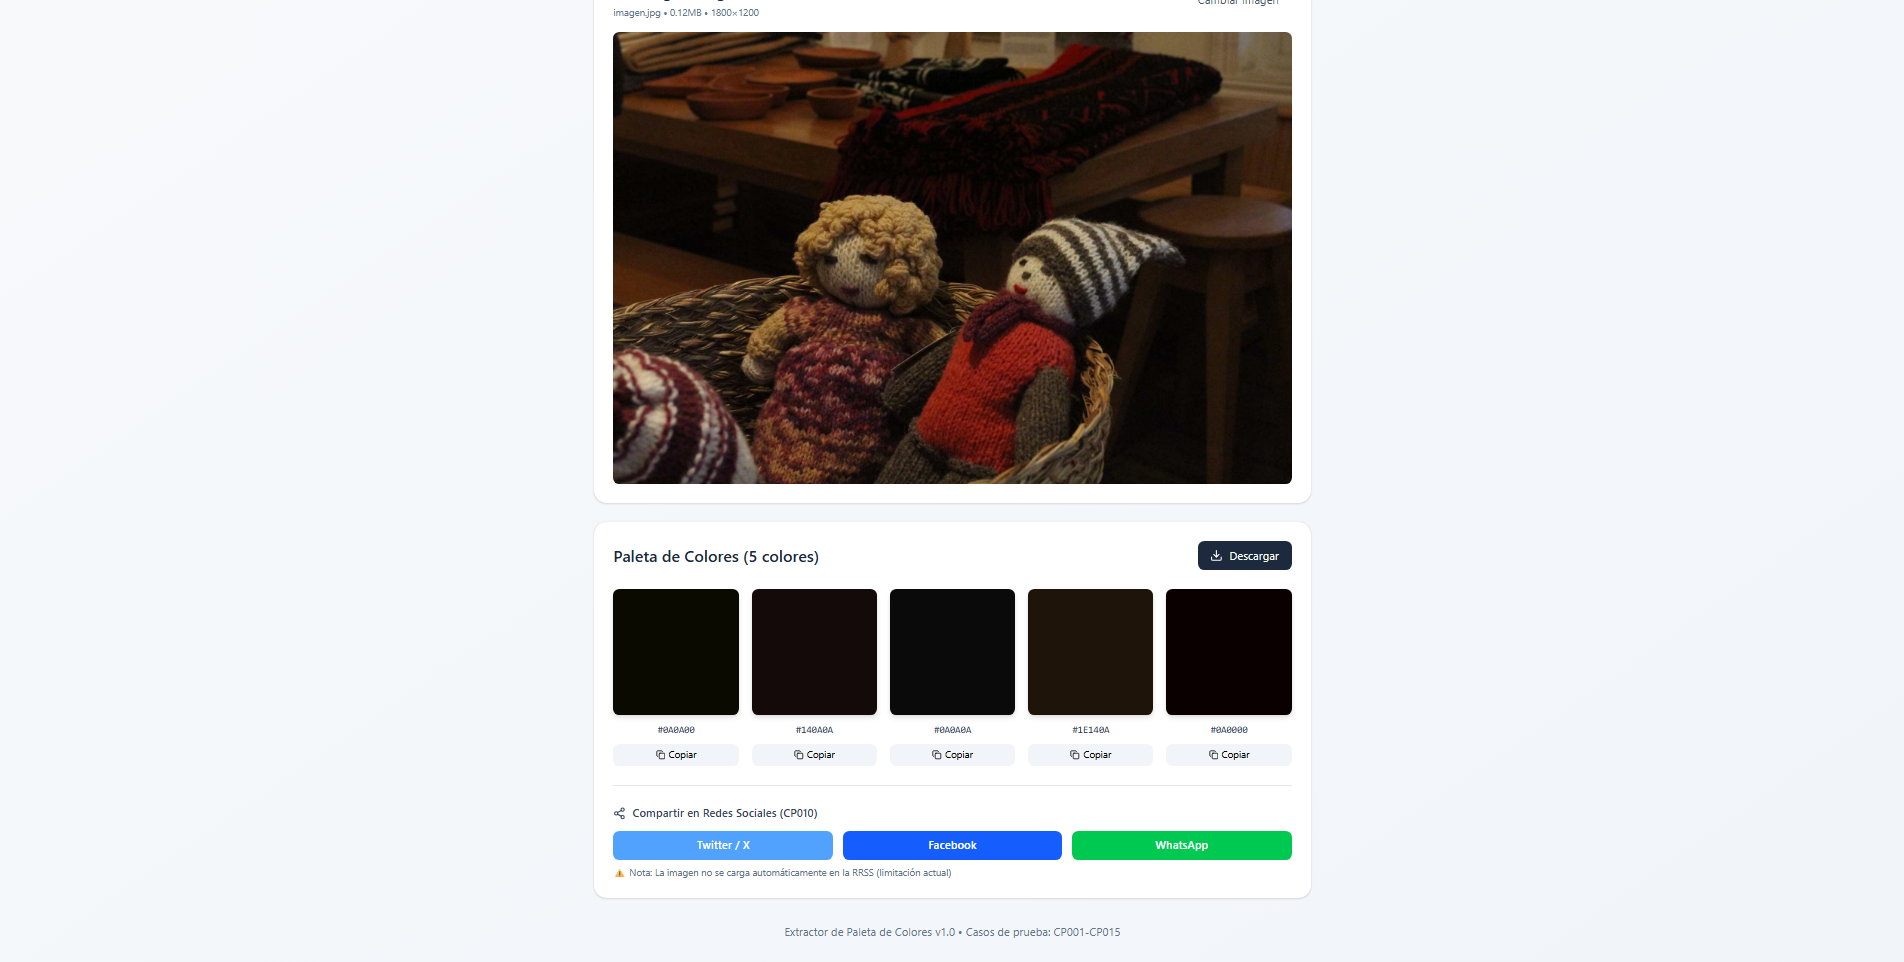 imagen.jpg • 0.12MB • 1800×1200
Cambiar imagen
Paleta de Colores (5 colores)
Descargar
#0A0A00
#140A0A
#0A0A0A
#1E140A
#0A0000
Copiar
Copiar
Copiar
Copiar
Copiar
Compartir en Redes Sociales (CP010)
Twitter / X
Facebook
WhatsApp
Nota: La imagen no se carga automáticamente en la RRSS (limitación actual)
Extractor de Paleta de Colores v1.0 • Casos de prueba: CP001-CP015